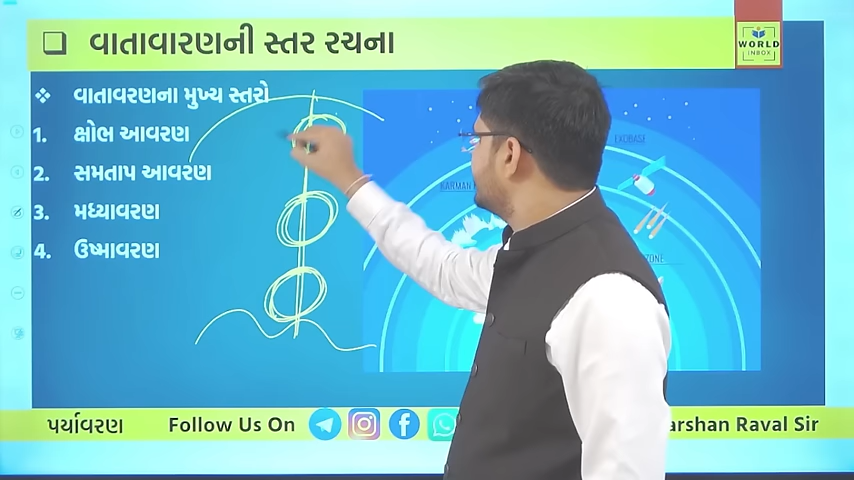 ❑ વાતાવારણની સ્તર રચના
WORLD
INBOX
❖ વાતાવરણના મુખ્ય સ્તરો
1. ક્ષોભ આવરણ
2. સમતાપ આવરણ
3. મધ્યાવરણ
4. ઉષ્માવરણ
EXOBASE
KARMAN
ZONE
પર્યાવરણ
Follow Us On
arshan Raval Sir